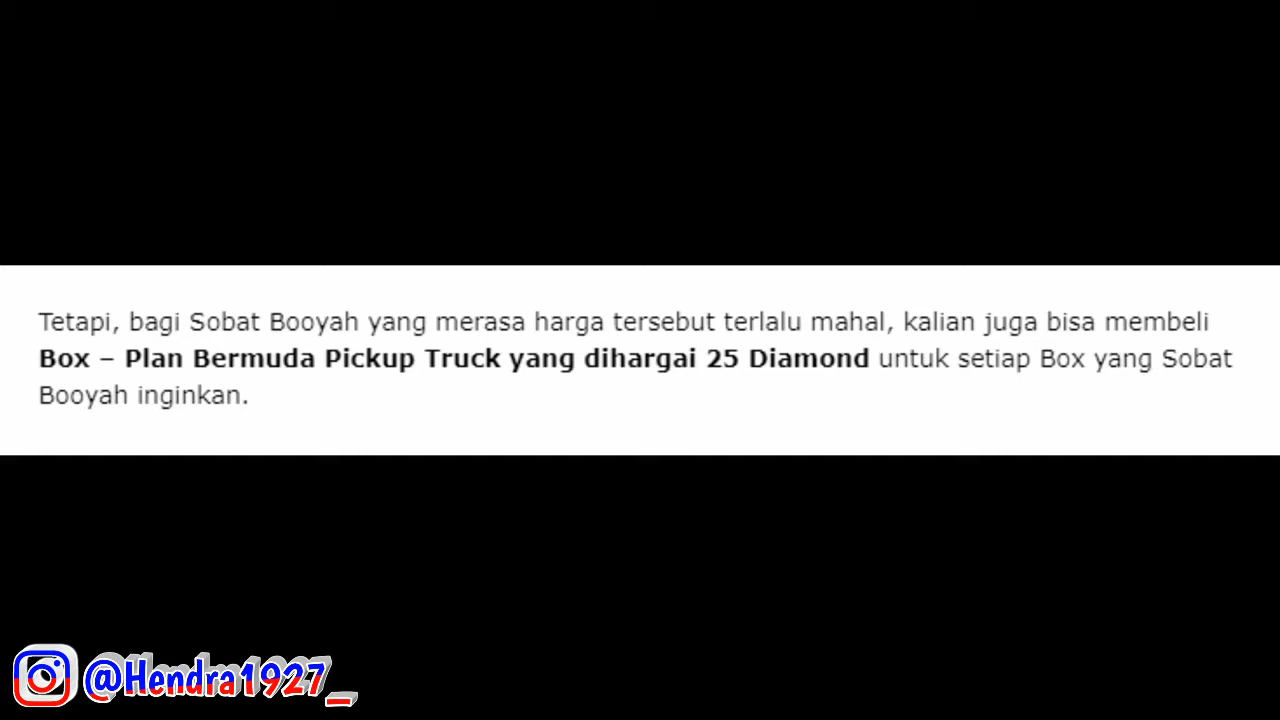 Tetapi, bagi Sobat Booyah yang merasa harga tersebut terlalu mahal, kalian juga bisa membeli
Box – Plan Bermuda Pickup Truck yang dihargai 25 Diamond untuk setiap Box yang Sobat
Booyah inginkan.
@Hendra1927_